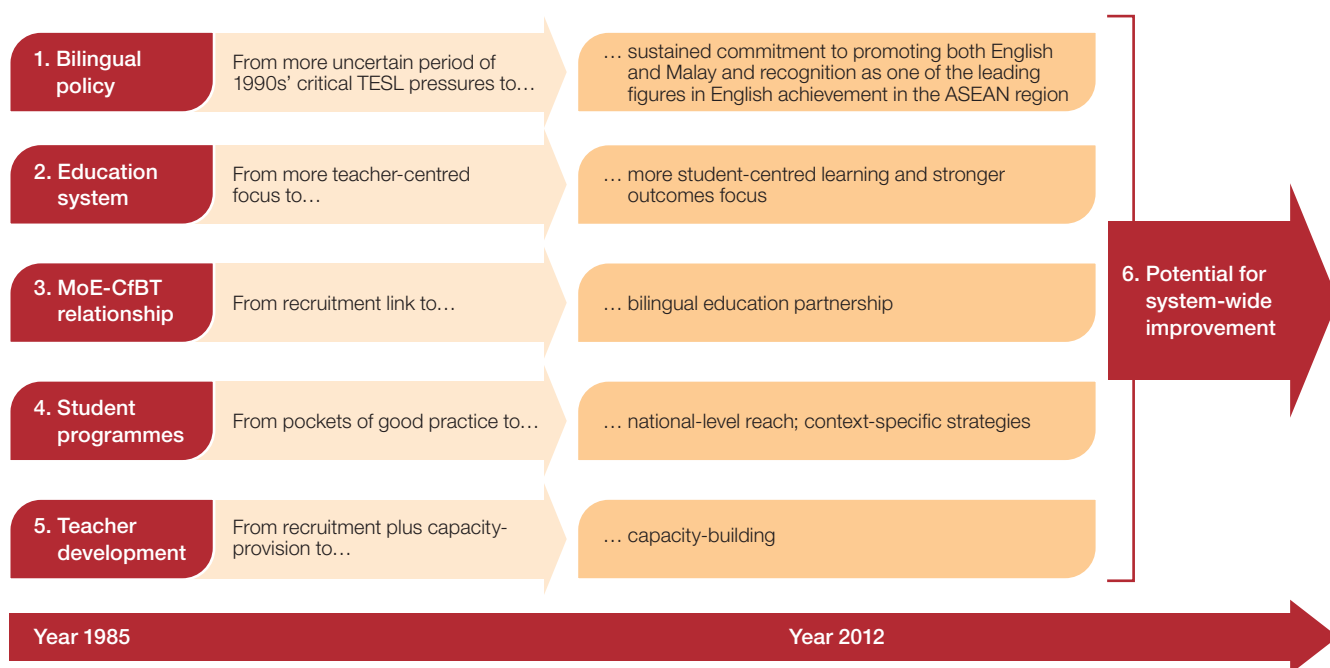 1. Bilingual
policy
From more uncertain period of
1990s’ critical TESL pressures to…
… sustained commitment to promoting both English
and Malay and recognition as one of the leading
figures in English achievement in the ASEAN region
2. Education
system
From more teacher-centred
focus to…
… more student-centred learning and stronger
outcomes focus
3. MoE-CfBT
relationship
From recruitment link to…
… bilingual education partnership
4. Student
programmes
From pockets of good practice to…
… national-level reach; context-specific strategies
5. Teacher
development
From recruitment plus capacity-
provision to…
… capacity-building
6. Potential for
system-wide
improvement
Year 1985
Year 2012